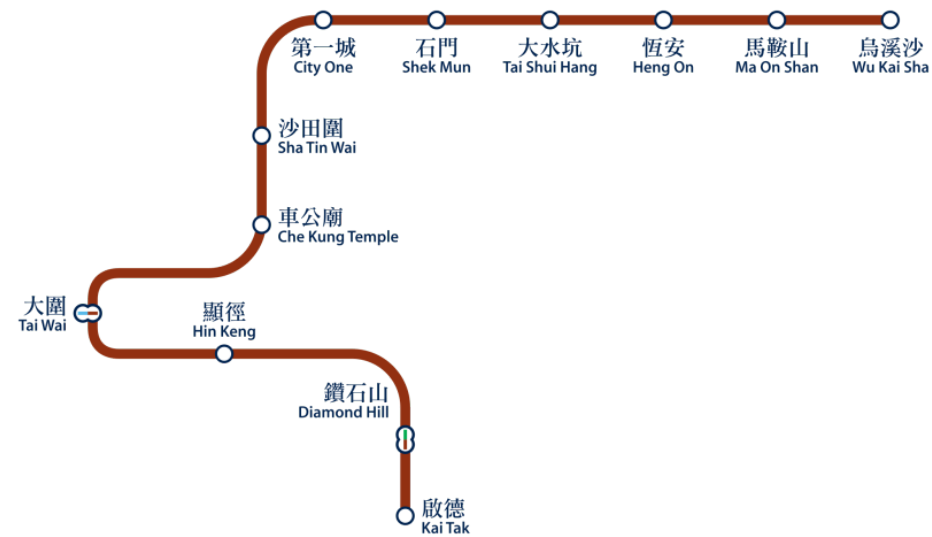 第一城
City One
石門
Shek Mun
大水坑
Tai Shui Hang
恆安
Heng On
馬鞍山
Ma On Shan
烏溪沙
Wu Kai Sha
沙田圍
Sha Tin Wai
車公廟
Che Kung Temple
大圍
Tai Wai
顯徑
Hin Keng
鑽石山
Diamond Hill
啟德
Kai Tak